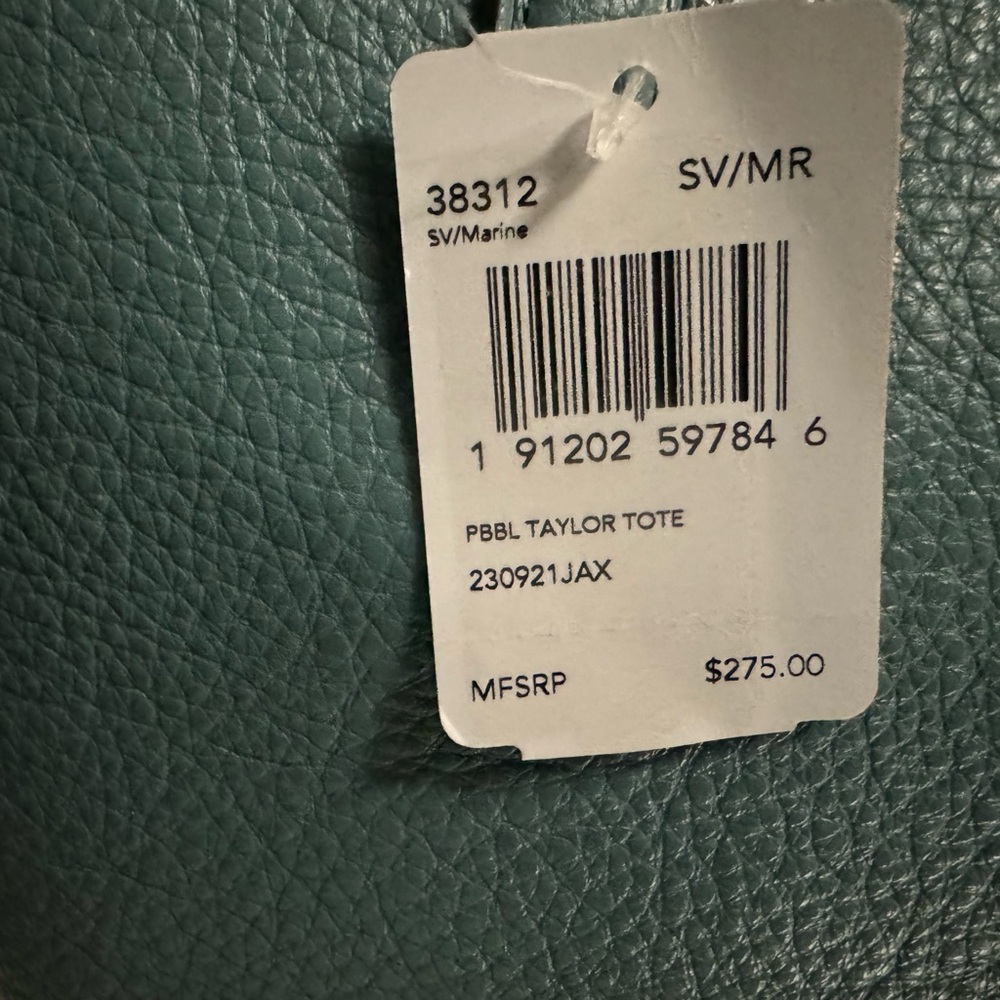 38312 SV/MR
SV/Marine
1 91202 59784 6
PBBL TAYLOR TOTE
230921JAX
MFSRP $275.00